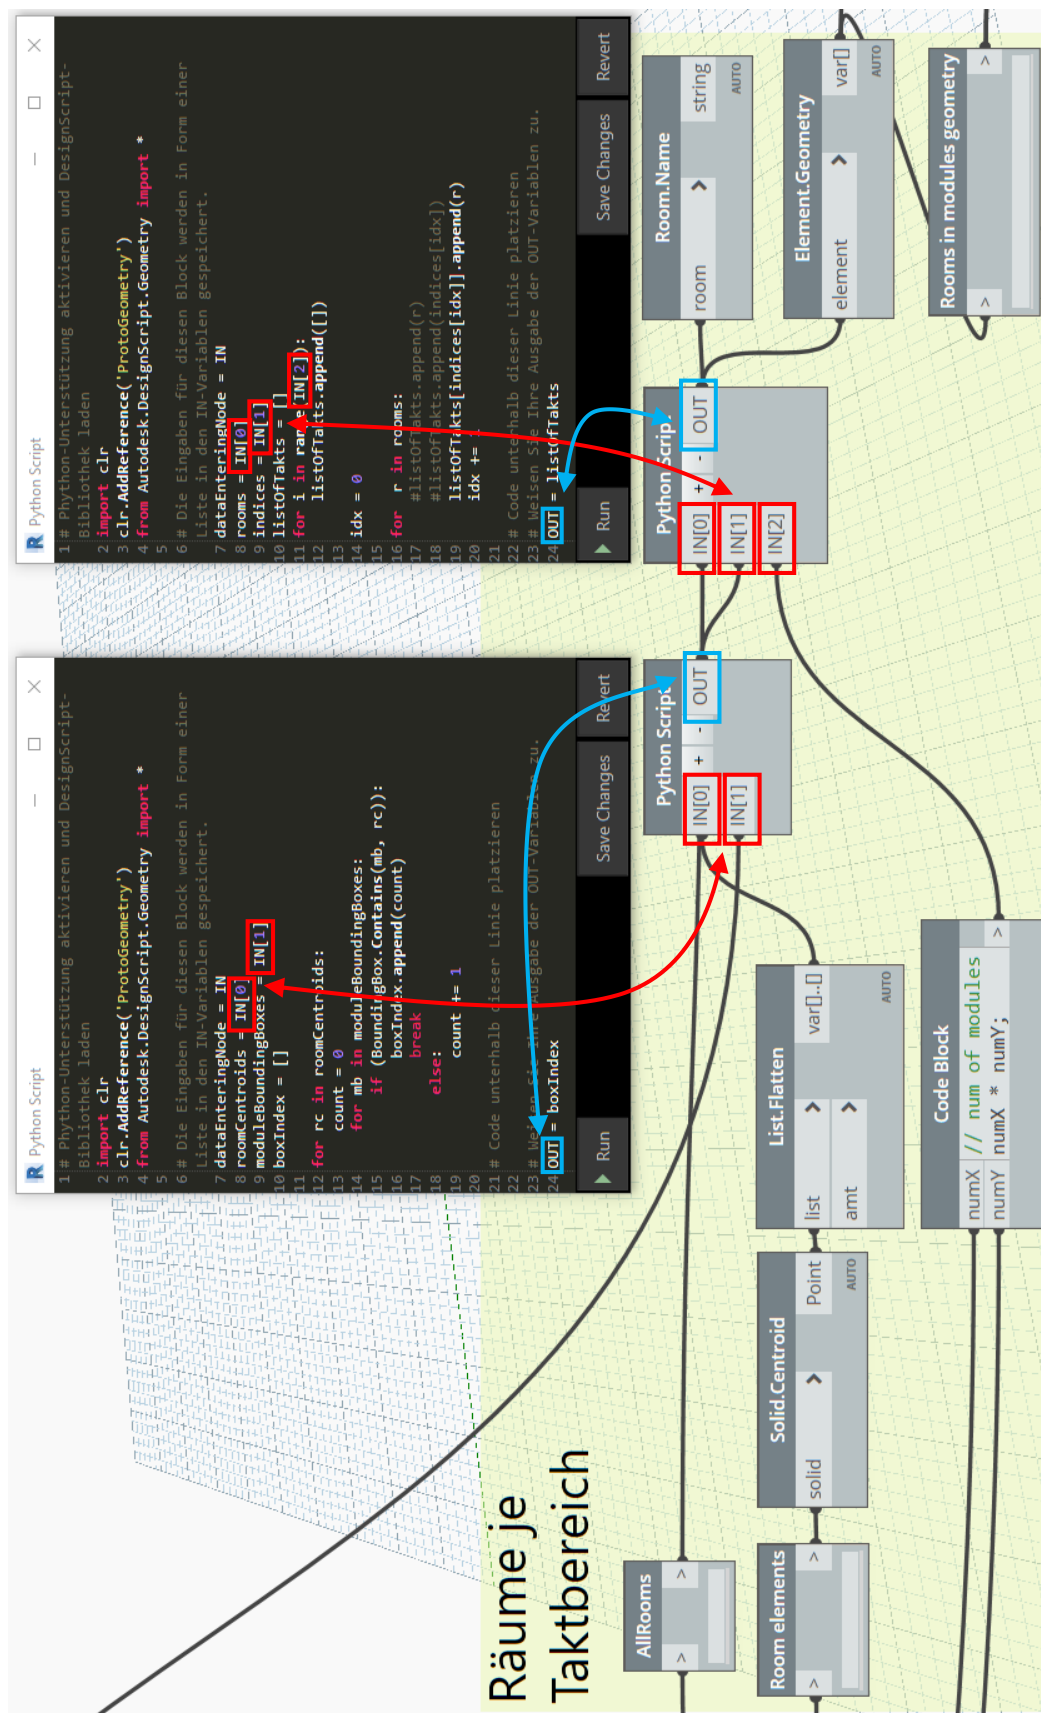 Python Script
1 # Phython-Unterstützung aktivieren und DesignScript-
Bibliothek laden
2 import clr
3 clr.AddReference('ProtoGeometry')
4 from Autodesk.DesignScript.Geometry import *
5
6 # Die Eingaben für diesen Block werden in Form einer
Liste in den IN-Variablen gespeichert.
7 dataEnteringNode = IN
8 roomCentroids = IN[0]
9 moduleBoundingBoxes = IN[1]
10 boxIndex = []
11
12 for rc in roomCentroids:
13 count = 0
14 for mb in moduleBoundingBoxes:
15 if (BoundingBox.Contains(mb, rc)):
16 boxIndex.append(count)
17 break
18 else:
19 count += 1
20
21 # Code unterhalb dieser Linie platzieren
22
23 # Weisen Sie Ihre Ausgabe der OUT-Variablen zu.
24 OUT = boxIndex
Run
Save Changes
Revert
Python Script
1 # Phython-Unterstützung aktivieren und DesignScript-
Bibliothek laden
2 import clr
3 clr.AddReference('ProtoGeometry')
4 from Autodesk.DesignScript.Geometry import *
5
6 # Die Eingaben für diesen Block werden in Form einer
Liste in den IN-Variablen gespeichert.
7 dataEnteringNode = IN
8 rooms = IN[0]
9 indices = IN[1]
10 listOfTakts = []
11 for i in range(IN[2]):
12 listOfTakts.append([])
13
14 idx = 0
15
16 for r in rooms:
17 #listOfTakts.append(r)
18 #listOfTakts.append(indices[idx])
19 listOfTakts[indices[idx]].append(r)
20 idx += 1
21
22 # Code unterhalb dieser Linie platzieren
23 # Weisen Sie Ihre Ausgabe der OUT-Variablen zu.
24 OUT = listOfTakts
Run
Save Changes
Revert
Räume je
Taktbereich
AllRooms
> >
Room elements
> >
Solid.Centroid
solid > Point
AUTO
List.Flatten
list > var[]..[]
amt >
AUTO
Code Block
numX // num of modules >
numY numX * numY;
Python Script
IN[0] + - OUT
IN[1]
Python Script
IN[0] + - OUT
IN[1]
IN[2]
Room.Name
room > string
AUTO
Element.Geometry
element > var[]
AUTO
Rooms in modules geometry
> >